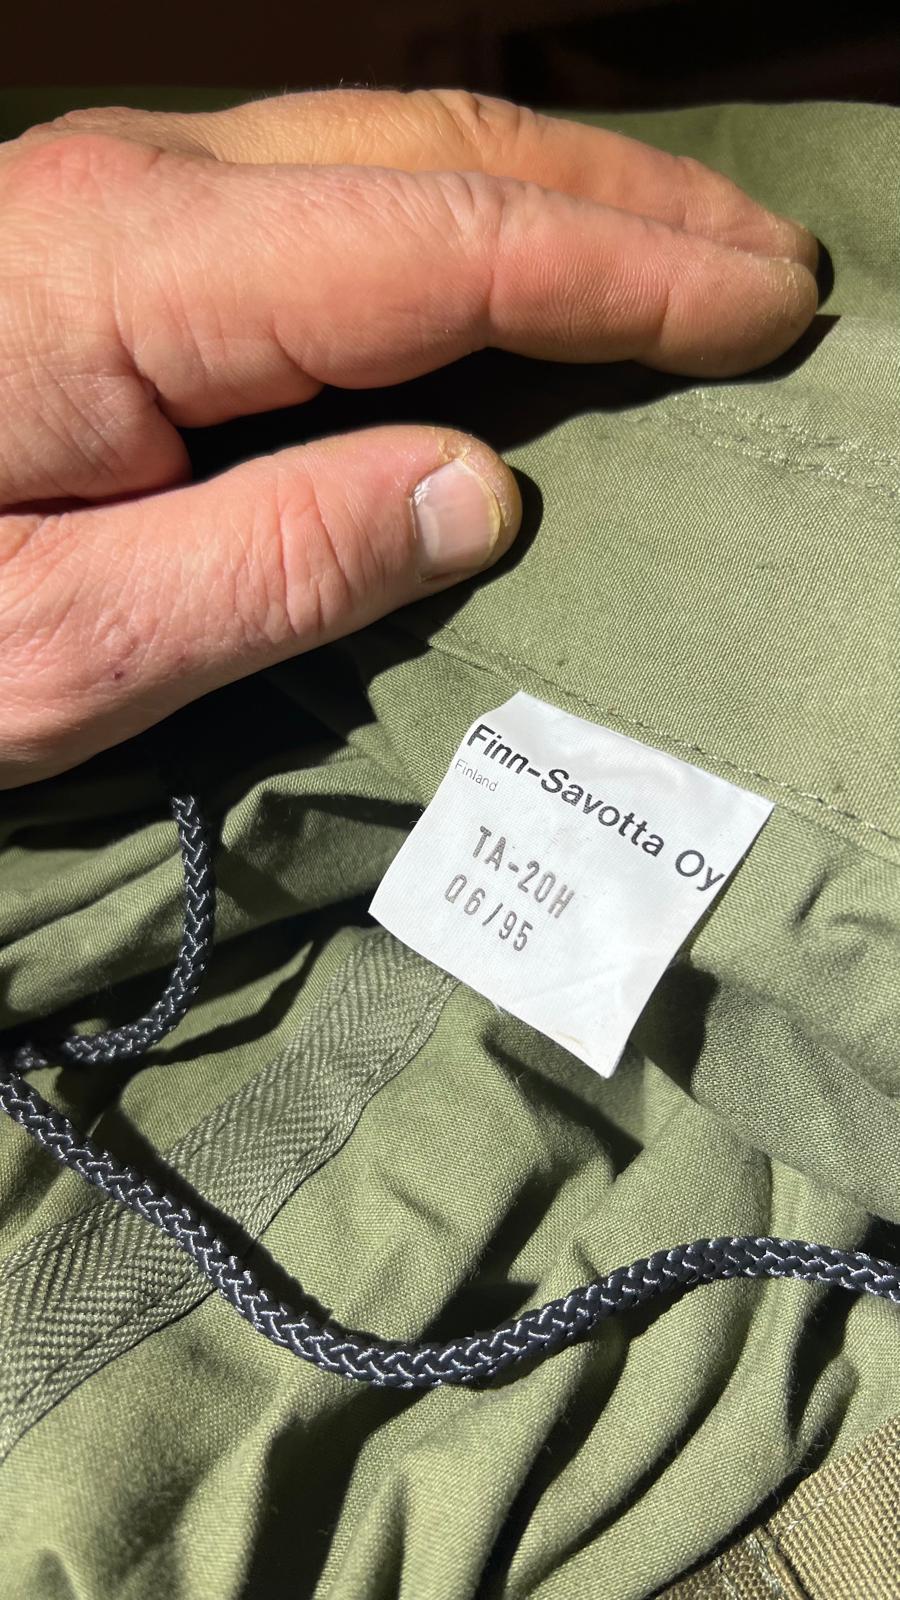 Finn-Savotta Oy
Finland
TA-20H
06/95